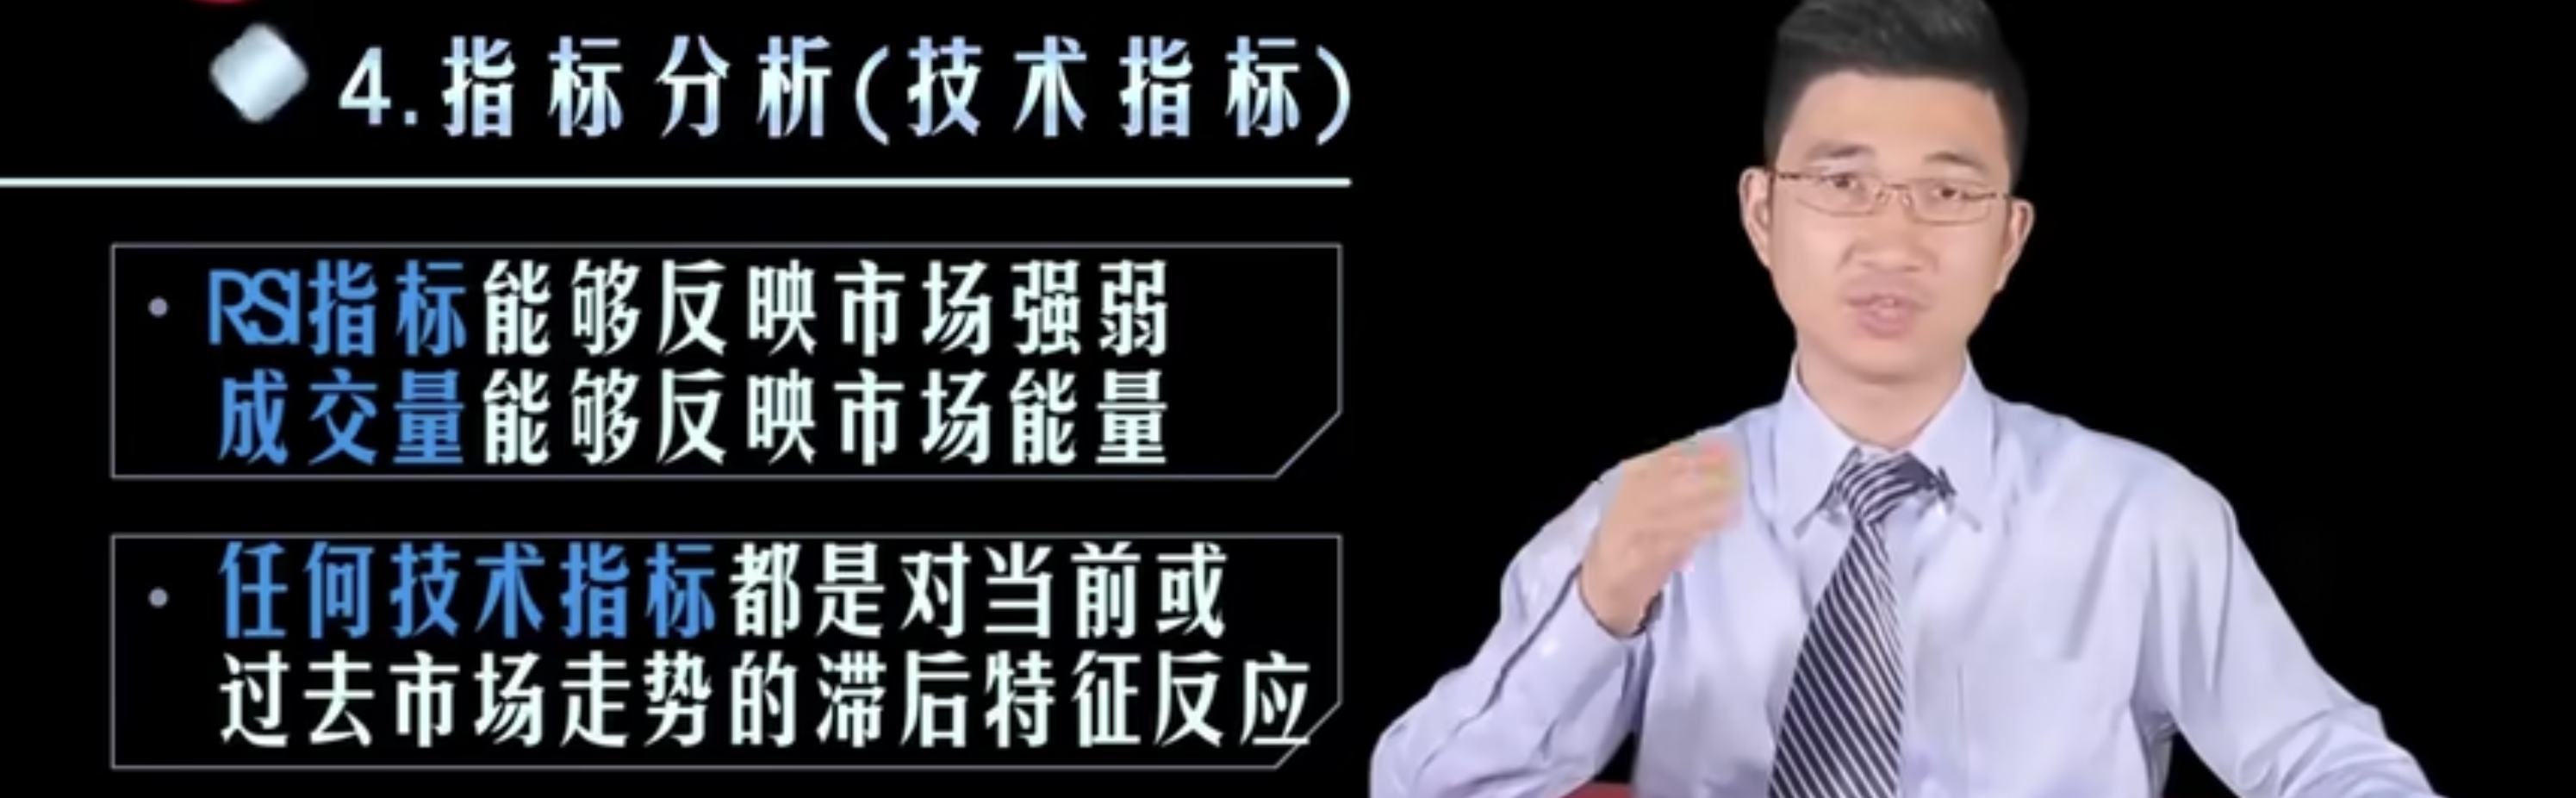 4.指标分析(技术指标)
RSI指标能够反映市场强弱
成交量能够反映市场能量
任何技术指标都是对当前或
过去市场走势的滞后特征反应